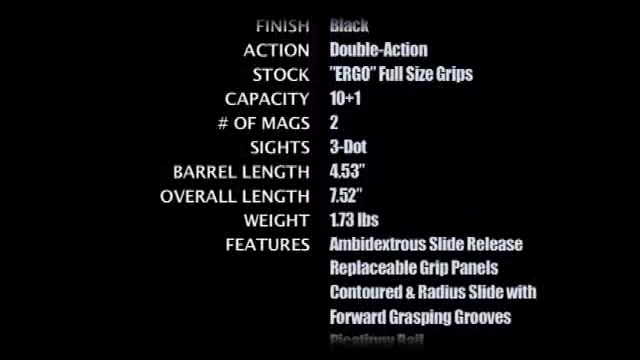 FINISH Black
ACTION Double-Action
STOCK "ERGO" Full Size Grips
CAPACITY 10+1
# OF MAGS 2
SIGHTS 3-Dot
BARREL LENGTH 4.53"
OVERALL LENGTH 7.52"
WEIGHT 1.73 lbs
FEATURES Ambidextrous Slide Release
Replaceable Grip Panels
Contoured & Radius Slide with
Forward Grasping Grooves
Picatinny Rail